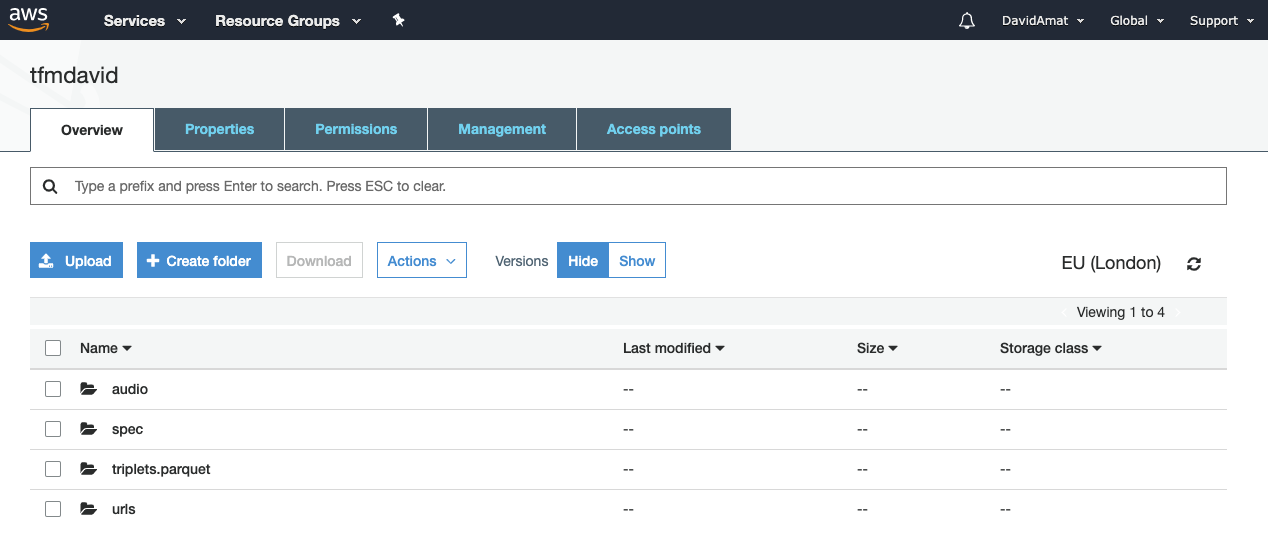 aws Services Resource Groups DavidAmat Global Support
tfmdavid
Overview Properties Permissions Management Access points
Type a prefix and press Enter to search. Press ESC to clear.
Upload Create folder Download Actions Versions Hide Show EU (London)
Viewing 1 to 4
Name Last modified Size Storage class
audio -- -- --
spec -- -- --
triplets.parquet -- -- --
urls -- -- --